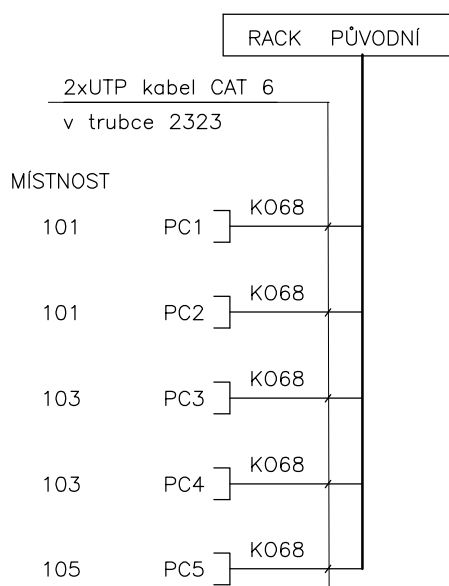 RACK PŮVODNÍ
2xUTP kabel CAT 6
v trubce 2323
MÍSTNOST
101 PC1 KO68
101 PC2 KO68
103 PC3 KO68
103 PC4 KO68
105 PC5 KO68